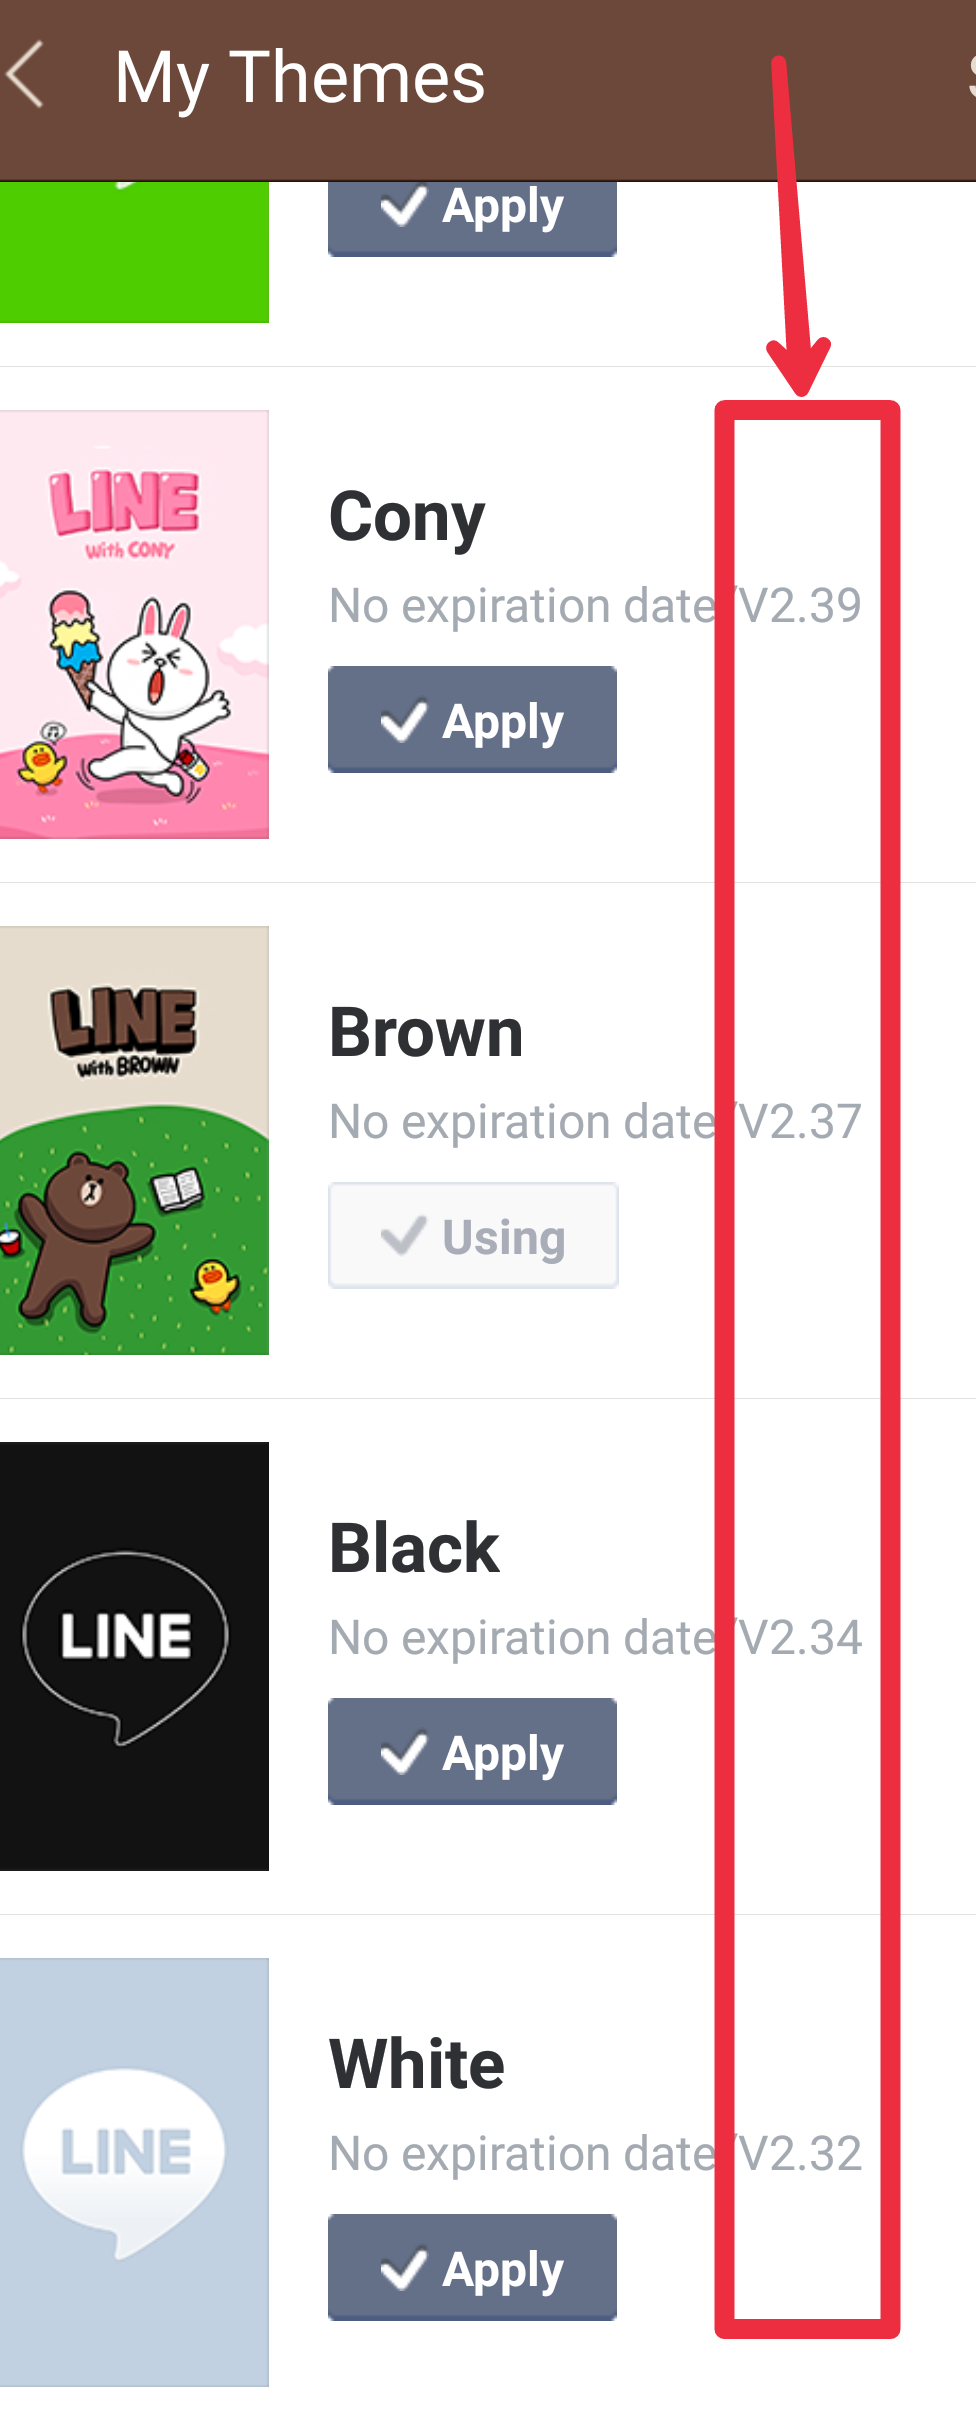 My Themes
Apply
LINE
With CONY
Cony
No expiration date/V2.39
Apply
LINE
With BROWN
Brown
No expiration date/V2.37
Using
LINE
Black
No expiration date/V2.34
Apply
LINE
White
No expiration date/V2.32
Apply